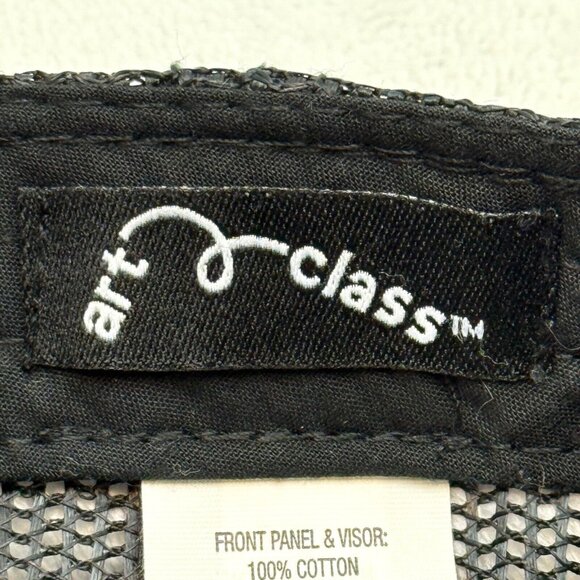 art class™
FRONT PANEL & VISOR:
100% COTTON